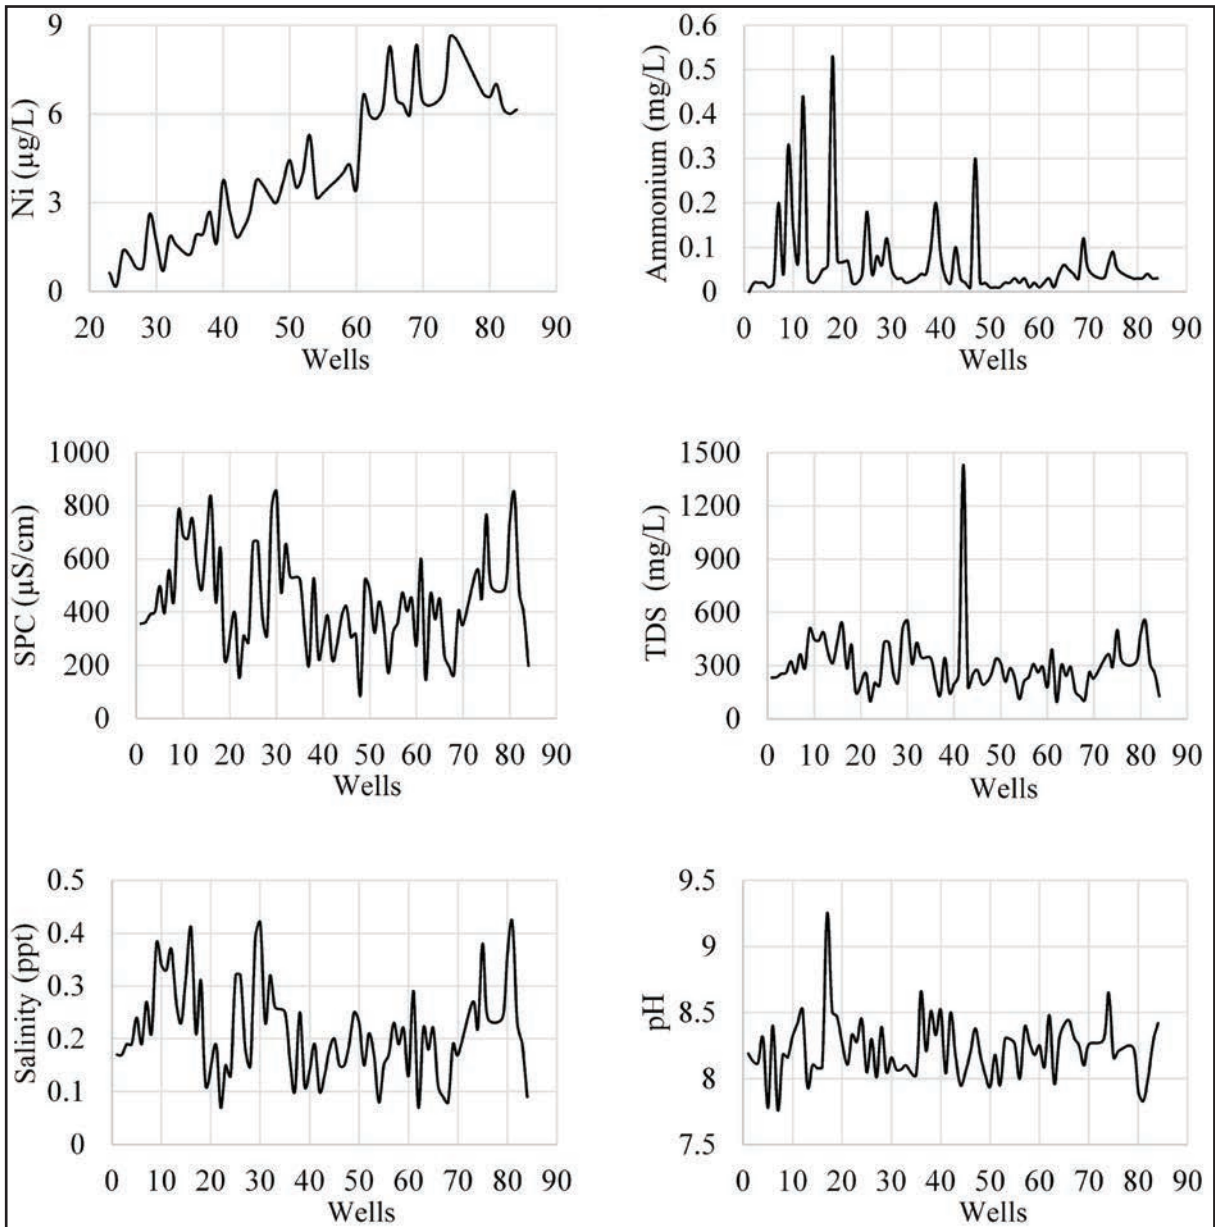 9
6
3
0
Ni (µg/L)
20 30 40 50 60 70 80 90
Wells
0.6
0.5
0.4
0.3
0.2
0.1
0
Ammonium (mg/L)
0 10 20 30 40 50 60 70 80 90
Wells
1000
800
600
400
200
0
SPC (µS/cm)
0 10 20 30 40 50 60 70 80 90
Wells
1500
1200
900
600
300
0
TDS (mg/L)
0 10 20 30 40 50 60 70 80 90
Wells
0.5
0.4
0.3
0.2
0.1
0
Salinity (ppt)
0 10 20 30 40 50 60 70 80 90
Wells
9.5
9
8.5
8
7.5
pH
0 10 20 30 40 50 60 70 80 90
Wells